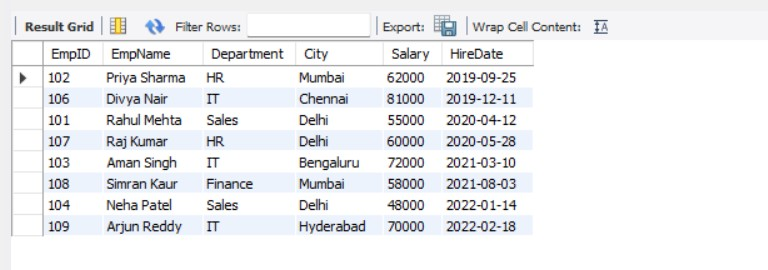 Result Grid Filter Rows: Export: Wrap Cell Content: IA
EmpID EmpName Department City Salary HireDate
102 Priya Sharma HR Mumbai 62000 2019-09-25
106 Divya Nair IT Chennai 81000 2019-12-11
101 Rahul Mehta Sales Delhi 55000 2020-04-12
107 Raj Kumar HR Delhi 60000 2020-05-28
103 Aman Singh IT Bengaluru 72000 2021-03-10
108 Simran Kaur Finance Mumbai 58000 2021-08-03
104 Neha Patel Sales Delhi 48000 2022-01-14
109 Arjun Reddy IT Hyderabad 70000 2022-02-18